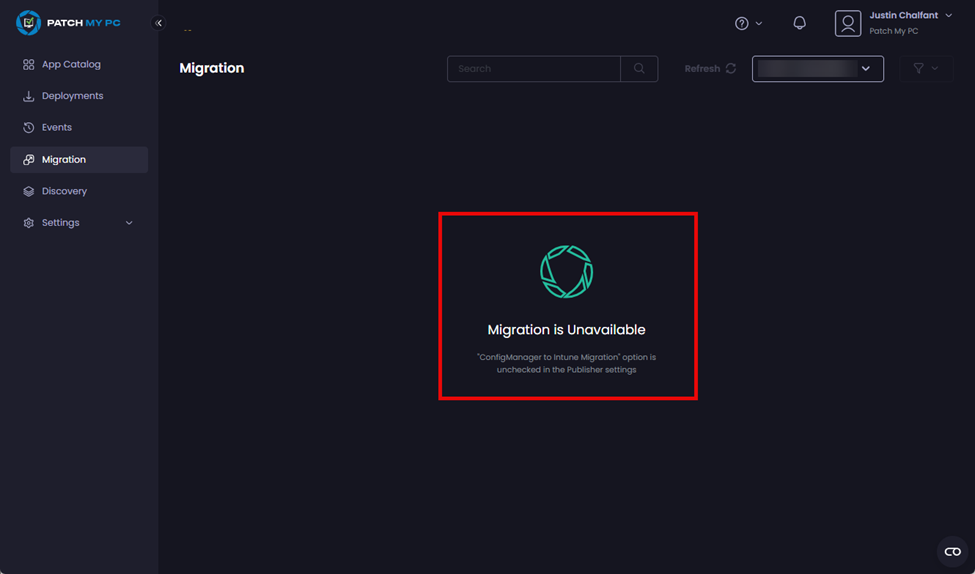 PATCH MY PC
Justin Chalfant
Patch My PC
App Catalog
Deployments
Events
Migration
Discovery
Settings
Migration
Search
Refresh
Migration is Unavailable
"ConfigManager to Intune Migration" option is
unchecked in the Publisher settings